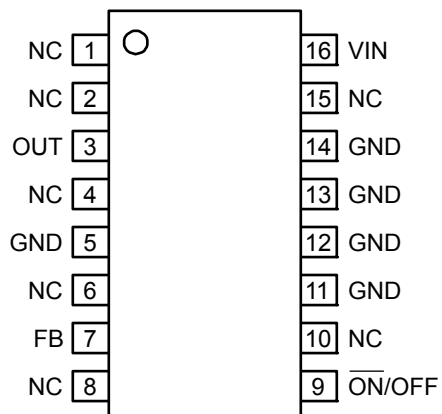 NC 1 16 VIN
NC 2 15 NC
OUT 3 14 GND
NC 4 13 GND
GND 5 12 GND
NC 6 11 GND
FB 7 10 NC
NC 8 9 O̅N̅/OFF